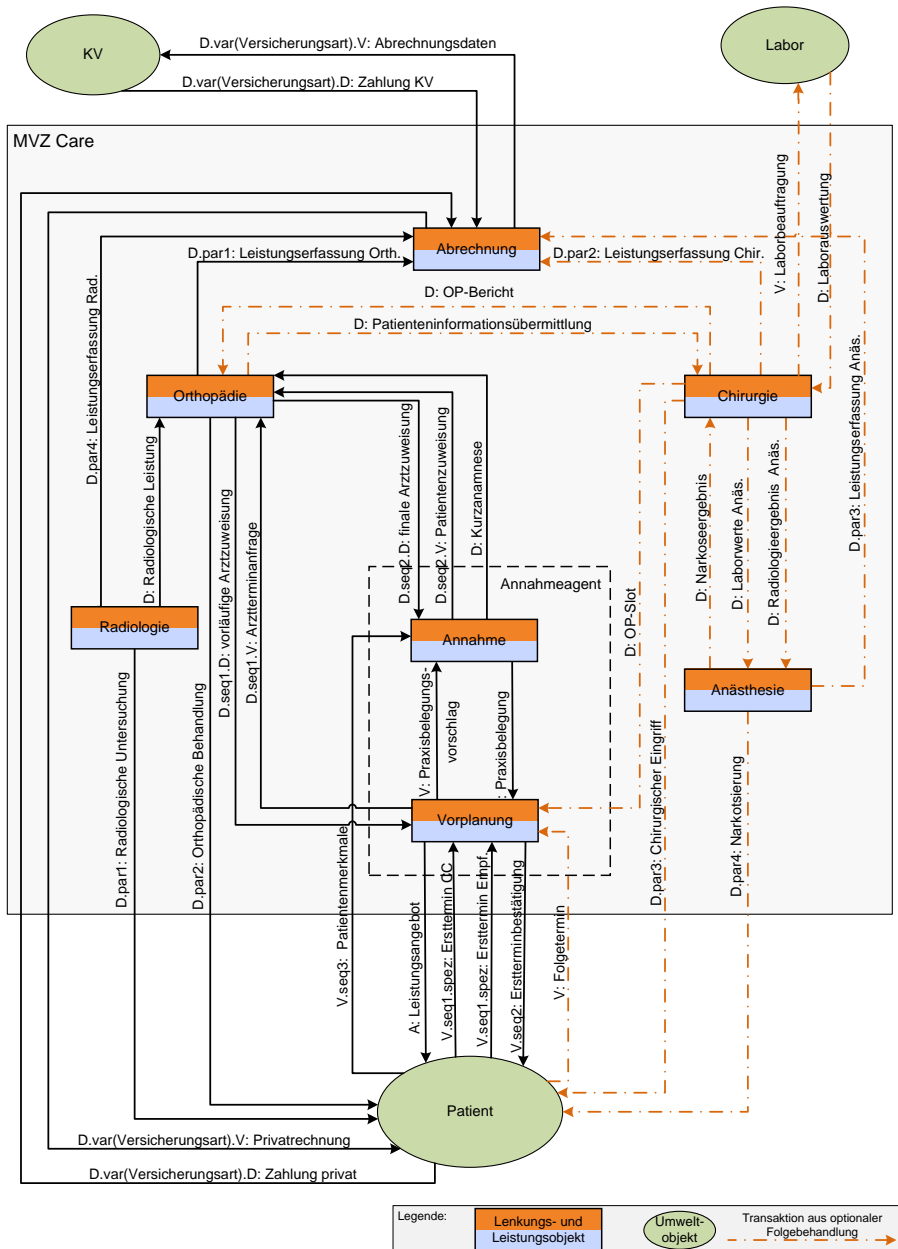 D.var(Versicherungsart).V: Abrechnungsdaten
KV
Labor
D.var(Versicherungsart).D: Zahlung KV
MVZ Care
V: Laborbeauftragung
D: Laborauswertung
Abrechnung
D.par1: Leistungserfassung Orth.
D.par2: Leistungserfassung Chir.
D: OP-Bericht
D: Patienteninformationsübermittlung
D.par4: Leistungserfassung Rad.
Orthopädie
Chirurgie
D: Radiologische Leistung
D.seq1.D: vorläufige Arztzuweisung
D.seq1.V: Arztterminanfrage
D.seq2.D: finale Arztzuweisung
D.seq2.V: Patientenzuweisung
D: Kurzanamnese
D: Narkoseergebnis
D: Laborwerte Anäs.
D: Radiologieergebnis Anäs.
D.par3: Leistungserfassung Anäs.
Annahmeagent
D: OP-Slot
Radiologie
Annahme
Anästhesie
V: Praxisbelegungs-
vorschlag
: Praxisbelegung
Vorplanung
D.par1: Radiologische Untersuchung
D.par2: Orthopädische Behandlung
D.par3: Chirurgischer Eingriff
D.par4: Narkotsierung
V.seq3: Patientenmerkmale
A: Leistungsangebot
V.seq1.spez: Ersttermin CC
V.seq1.spez: Ersttermin Empf.
V.seq2: Ersttterminbestätigung
V: Folgetermin
Patient
D.var(Versicherungsart).V: Privatrechnung
D.var(Versicherungsart).D: Zahlung privat
Legende:
Lenkungs- und
Leistungsobjekt
Umwelt-
objekt
Transaktion aus optionaler
Folgebehandlung